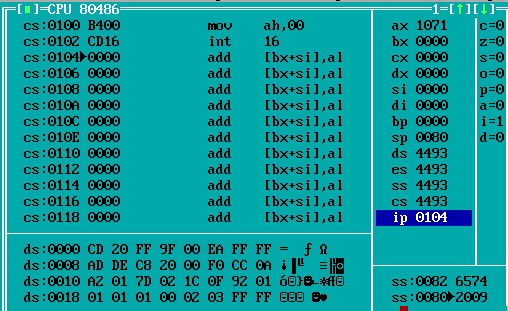 [■]=CPU 80486 1=[↑][↓]
cs:0100 B400 mov ah,00
cs:0102 CD16 int 16
cs:0104►0000 add [bx+si],al
cs:0106 0000 add [bx+si],al
cs:0108 0000 add [bx+si],al
cs:010A 0000 add [bx+si],al
cs:010C 0000 add [bx+si],al
cs:010E 0000 add [bx+si],al
cs:0110 0000 add [bx+si],al
cs:0112 0000 add [bx+si],al
cs:0114 0000 add [bx+si],al
cs:0116 0000 add [bx+si],al
cs:0118 0000 add [bx+si],al
ax 1071 c=0
bx 0000 z=0
cx 0000 s=0
dx 0000 o=0
si 0000 p=0
di 0000 a=0
bp 0000 i=1
sp 0080 d=0
ds 4493
es 4493
ss 4493
cs 4493
ip 0104
ds:0000 CD 20 FF 9F 00 EA FF FF = ƒ Ω
ds:0008 AD DE C8 20 00 F0 CC 0A
ds:0010 A2 01 7D 02 1C 0F 92 01
ds:0018 01 01 01 00 02 03 FF FF ☺☺☺ ☻♥
ss:0082 6574
ss:0080►2009